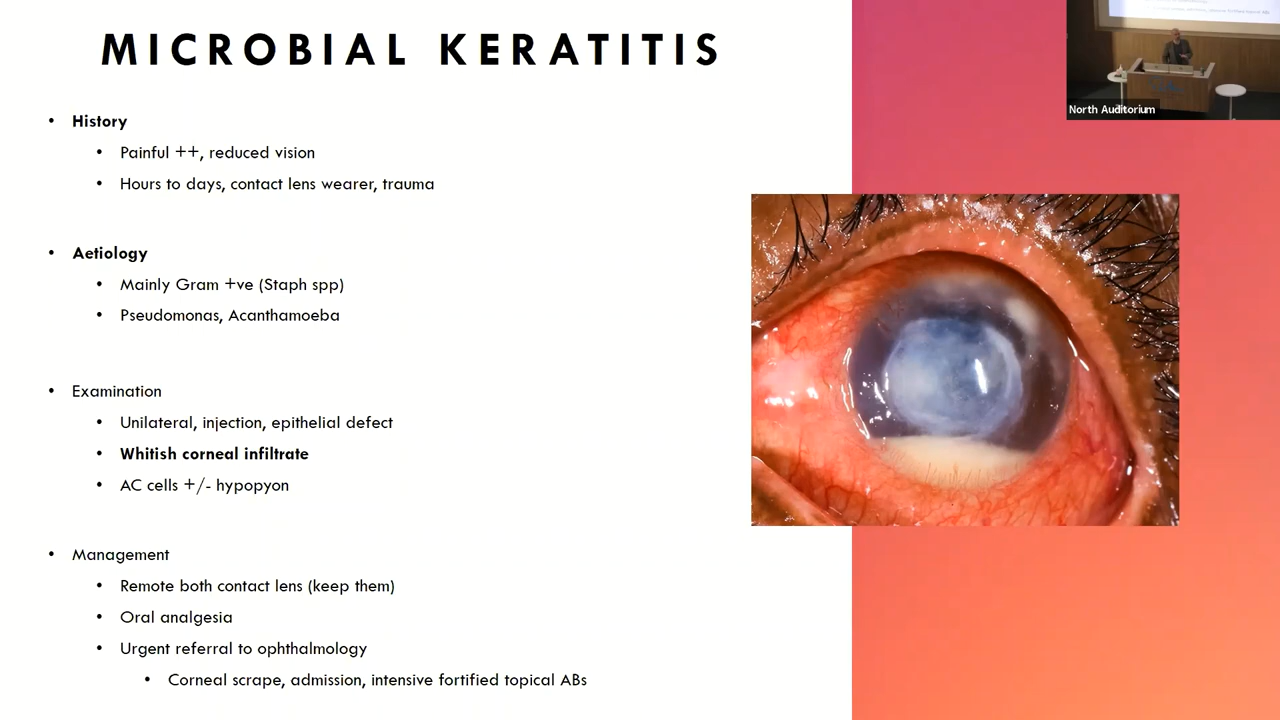 MICROBIAL KERATITIS
• History
• Painful ++, reduced vision
• Hours to days, contact lens wearer, trauma
• Aetiology
• Mainly Gram +ve (Staph spp)
• Pseudomonas, Acanthamoeba
• Examination
• Unilateral, injection, epithelial defect
• Whitish corneal infiltrate
• AC cells +/- hypopyon
• Management
• Remote both contact lens (keep them)
• Oral analgesia
• Urgent referral to ophthalmology
• Corneal scrape, admission, intensive fortified topical ABs
North Auditorium